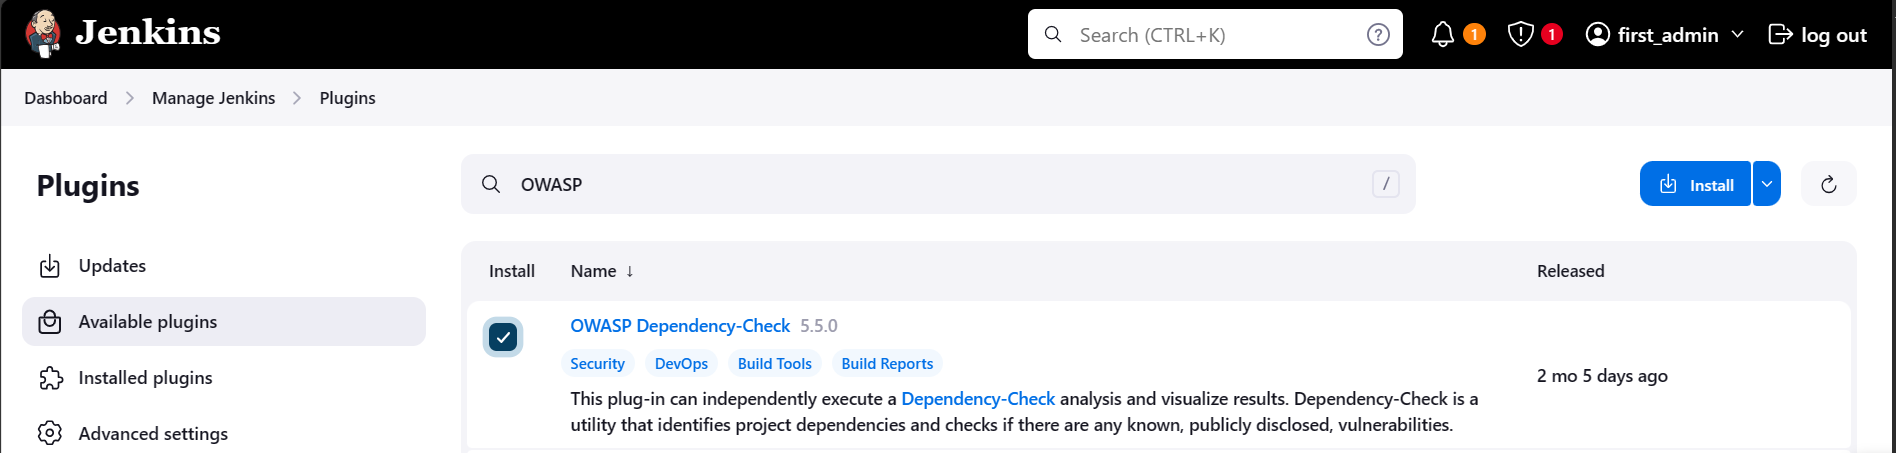 Jenkins
Search (CTRL+K)
?
1
1
first_admin
log out
Dashboard
Manage Jenkins
Plugins
Plugins
OWASP
/
Install
Updates
Available plugins
Installed plugins
Advanced settings
Install
Name ↓
Released
OWASP Dependency-Check 5.5.0
Security
DevOps
Build Tools
Build Reports
This plug-in can independently execute a Dependency-Check analysis and visualize results. Dependency-Check is a
utility that identifies project dependencies and checks if there are any known, publicly disclosed, vulnerabilities.
2 mo 5 days ago